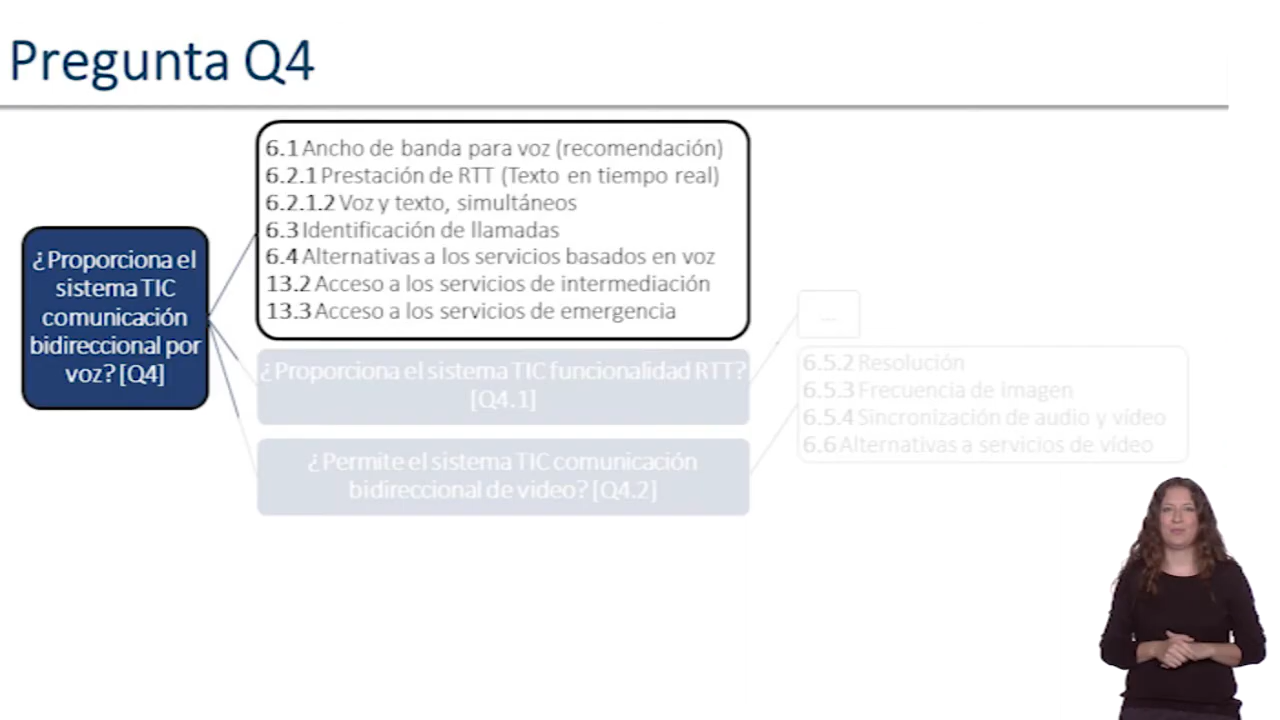 Pregunta Q4
¿Proporciona el
sistema TIC
comunicación
bidireccional por
voz? [Q4]
6.1 Ancho de banda para voz (recomendación)
6.2.1 Prestación de RTT (Texto en tiempo real)
6.2.1.2 Voz y texto, simultáneos
6.3 Identificación de llamadas
6.4 Alternativas a los servicios basados en voz
13.2 Acceso a los servicios de intermediación
13.3 Acceso a los servicios de emergencia
¿Proporciona el sistema TIC funcionalidad RTT?
[Q4.1]
...
¿Permite el sistema TIC comunicación
bidireccional de video? [Q4.2]
6.5.2 Resolución
6.5.3 Frecuencia de imagen
6.5.4 Sincronización de audio y vídeo
6.6 Alternativas a servicios de vídeo